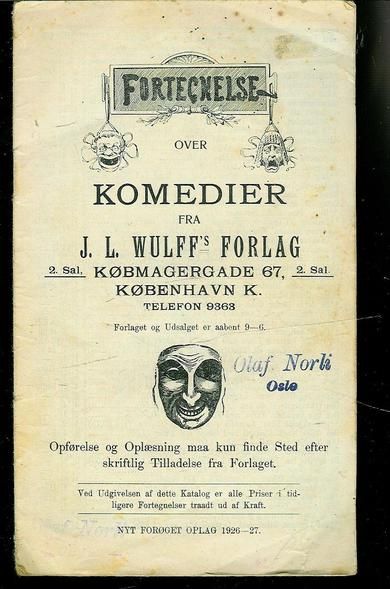 FORTEGNELSE
OVER
KOMEDIER
FRA
J. L. WULFF'S FORLAG
2. Sal. KØBMAGERGADE 67, 2. Sal.
KØBENHAVN K.
TELEFON 9363
Forlaget og Udsalget er aabent 9—6.
Olaf Norli
Oslo
Opførelse og Oplæsning maa kun finde Sted efter
skriftlig Tilladelse fra Forlaget.
Ved Udgivelsen af dette Katalog er alle Priser i tid-
ligere Fortegnelser traadt ud af Kraft.
NYT FORØGET OPLAG 1926—27.